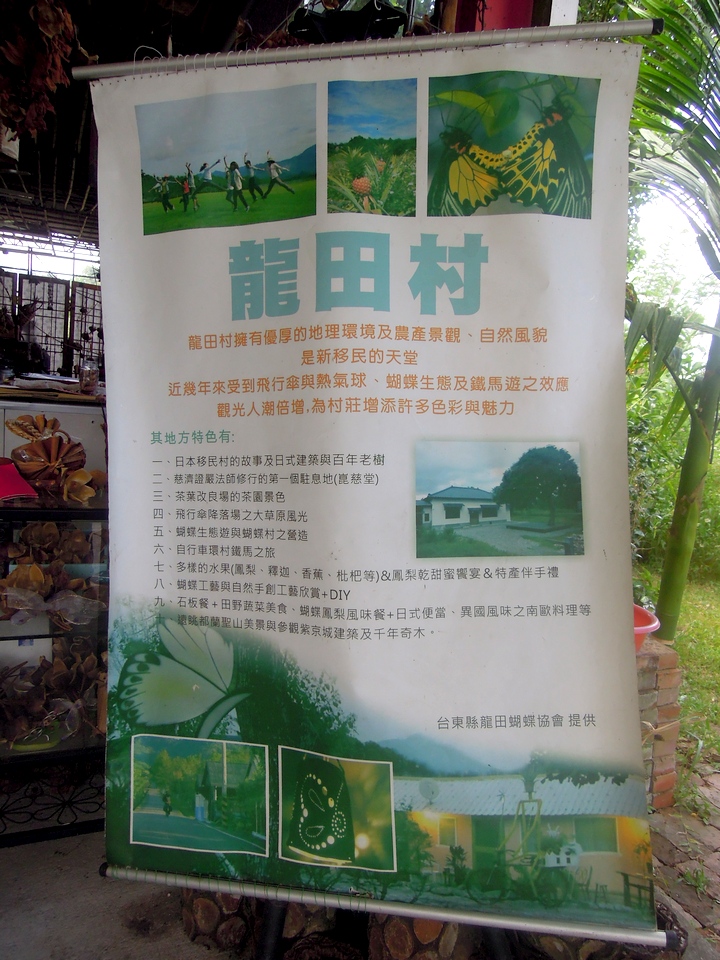 龍田村
龍田村擁有優厚的地理環境及農產景觀、自然風貌
是新移民的天堂
近幾年來受到飛行傘與熱氣球、蝴蝶生態及鐵馬遊之效應
觀光人潮倍增,為村莊增添許多色彩與魅力
其地方特色有:
一、日本移民村的故事及日式建築與百年老樹
二、慈濟證嚴法師修行的第一個駐息地(崑慈堂)
三、茶葉改良場的茶園景色
四、飛行傘降落場之大草原風光
五、蝴蝶生態遊與蝴蝶村之營造
六、自行車環村鐵馬之旅
七、多樣的水果(鳳梨、釋迦、香蕉、枇杷等)&鳳梨乾甜蜜饗宴&特產伴手禮
八、蝴蝶工藝與自然手創工藝欣賞+DIY
九、石板餐+田野蔬菜美食、蝴蝶鳳梨風味餐+日式便當、異國風味之南歐料理等
十、遠眺都蘭聖山美景與參觀紫京城建築及千年奇木。
台東縣龍田蝴蝶協會 提供